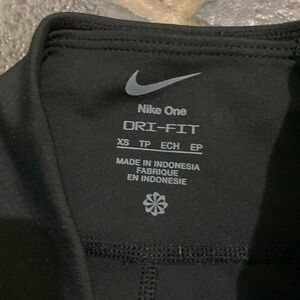 Nike One
DRI-FIT
XS TP ECH EP
MADE IN INDONESIA
FABRIQUE
EN INDONESIE